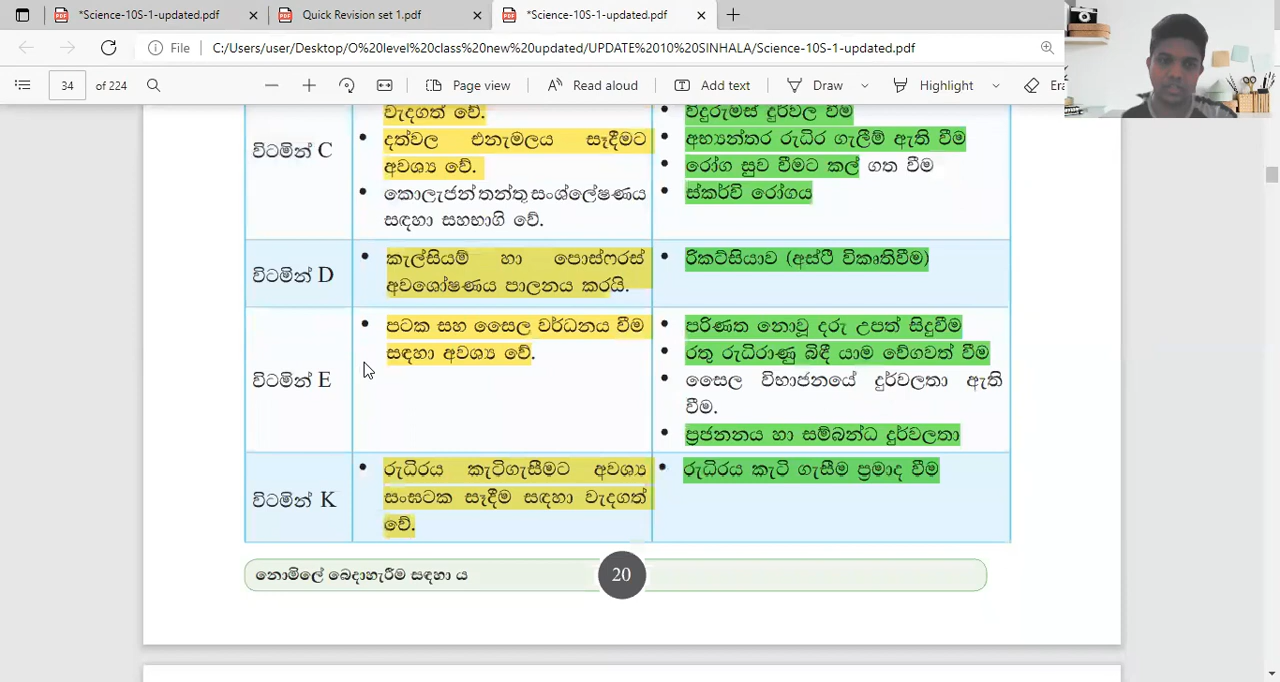 *Science-10S-1-updated.pdf
Quick Revision set 1.pdf
*Science-10S-1-updated.pdf
File
C:/Users/user/Desktop/O%20level%20class%20new%20updated/UPDATE%2010%20SINHALA/Science-10S-1-updated.pdf
34 of 224
Page view
Read aloud
Add text
Draw
Highlight
Era
විටමින් C
වැදගත් වේ.
දත්වල එනැමලය සෑදීමට
අවශ්‍ය වේ.
කොලැජන් තන්තු සංශ්ලේෂණය
සඳහා සහභාගි වේ.
විදුරුමස් දුර්වල වීම
අභ්‍යන්තර රුධිර ගැලීම් ඇති වීම
රෝග සුව වීමට කල් ගත වීම
ස්කර්වි රෝගය
විටමින් D
කැල්සියම් හා පොස්ෆරස්
අවශෝෂණය පාලනය කරයි.
රිකට්සියාව (අස්ථි විකෘතිවීම)
විටමින් E
පටක සහ සෛල වර්ධනය වීම
සඳහා අවශ්‍ය වේ.
පරිණත නොවූ දරු උපත් සිදුවීම
රතු රුධිරාණු බිඳී යාම වේගවත් වීම
සෛල විභාජනයේ දුර්වලතා ඇති
වීම.
ප්‍රජනනය හා සම්බන්ධ දුර්වලතා
විටමින් K
රුධිරය කැටිගැසීමට අවශ්‍ය
සංඝටක සෑදීම සඳහා වැදගත්
වේ.
රුධිරය කැටි ගැසීම ප්‍රමාද වීම
නොමිලේ බෙදාහැරීම සඳහා ය
20